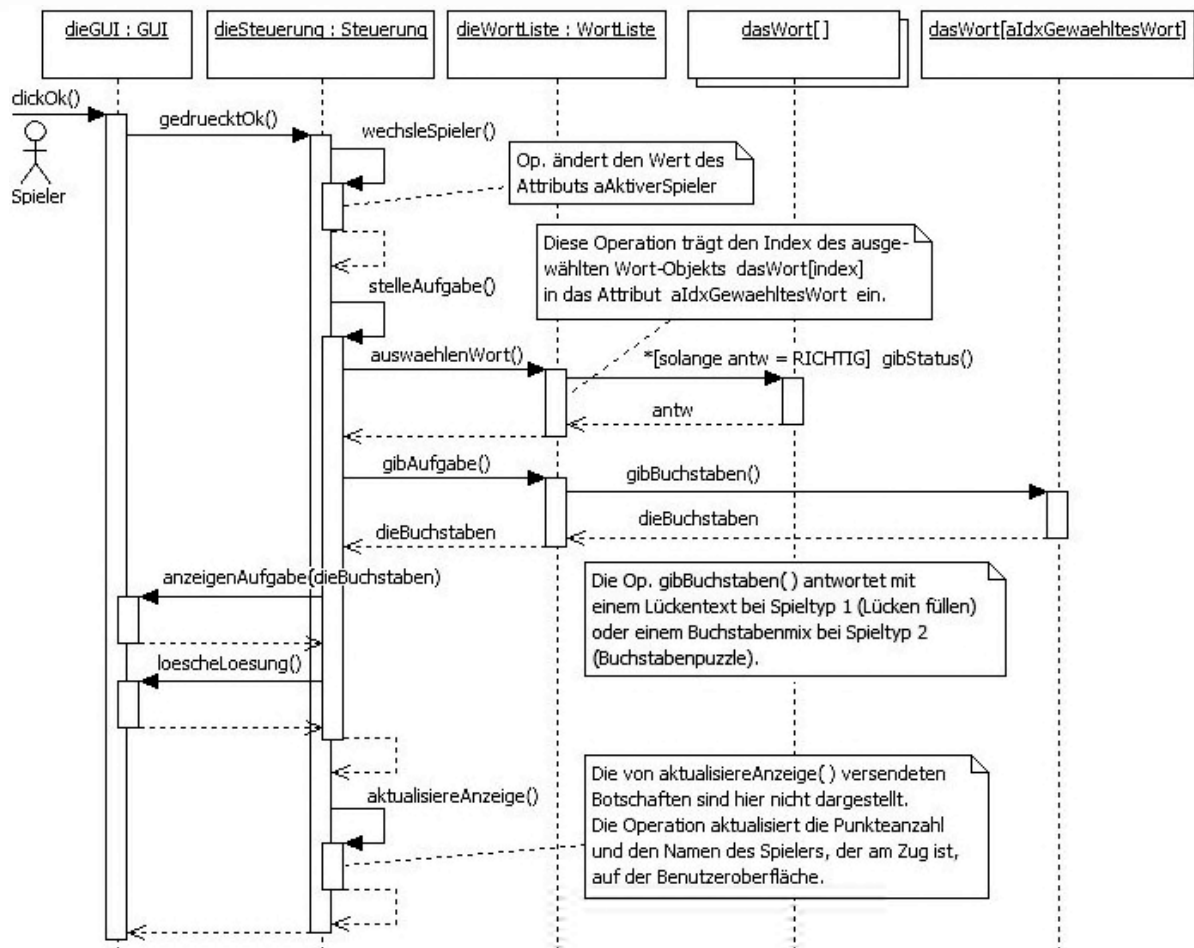 dieGUI : GUI
dieSteuerung : Steuerung
dieWortListe : WortListe
dasWort[ ]
dasWort[aIdxGewaehltesWort]
clickOk()
Spieler
gedruecktOk()
wechsleSpieler()
Op. ändert den Wert des
Attributs aAktiverSpieler
Diese Operation trägt den Index des ausge-
wählten Wort-Objekts dasWort[index]
in das Attribut aIdxGewaehltesWort ein.
stelleAufgabe()
auswaehlenWort()
*[solange antw = RICHTIG] gibStatus()
antw
gibAufgabe()
gibBuchstaben()
dieBuchstaben
dieBuchstaben
anzeigenAufgabe(dieBuchstaben)
Die Op. gibBuchstaben( ) antwortet mit
einem Lückentext bei Spieltyp 1 (Lücken füllen)
oder einem Buchstabenmix bei Spieltyp 2
(Buchstabenpuzzle).
loescheLoesung()
aktualisiereAnzeige()
Die von aktualisiereAnzeige( ) versendeten
Botschaften sind hier nicht dargestellt.
Die Operation aktualisiert die Punkteanzahl
und den Namen des Spielers, der am Zug ist,
auf der Benutzeroberfläche.